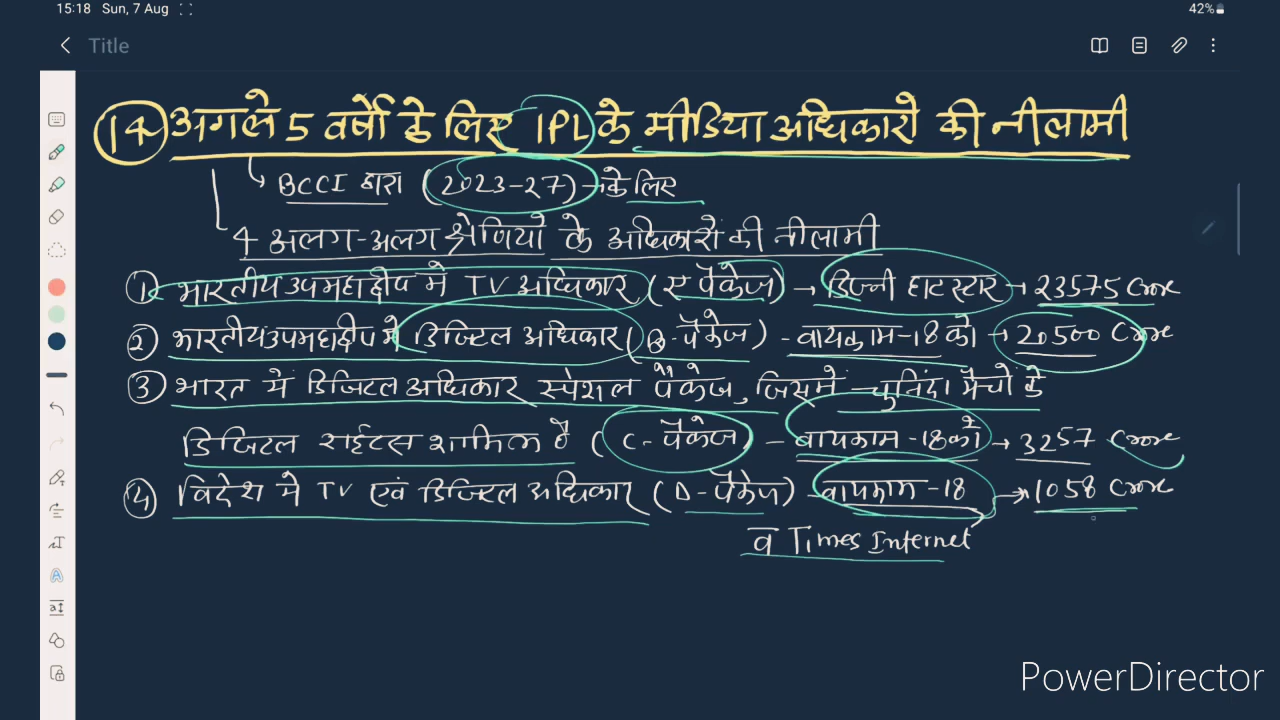 15:18 Sun, 7 Aug
42%
Title
14 अगले 5 वर्षो के लिए IPL के मीडिया अधिकारो की नीलामी
BCCI द्वारा (2023-27) के लिए
4 अलग-अलग श्रेणियो के अधिकारो की नीलामी
① भारतीय उपमहाद्वीप मे TV अधिकार (ए पैकेज) → डिज्नी हाटस्टार → 23575 Crore
② भारतीय उपमहाद्वीप मे डिजिटल अधिकार (B-पैकेज) - वायकाम-18 को → 20500 Crore
③ भारत मे डिजिटल अधिकार स्पेशल पैकेज, जिसमे चुनिंदा मैचो के
डिजिटल राईटस शामिल है (C-पैकेज) - वायकाम-18को → 3257 Crore
④ विदेश मे TV एवं डिजिटल अधिकार (D-पैकेज) - वायकाम-18 → 1058 Crore
व Times Internet
PowerDirector